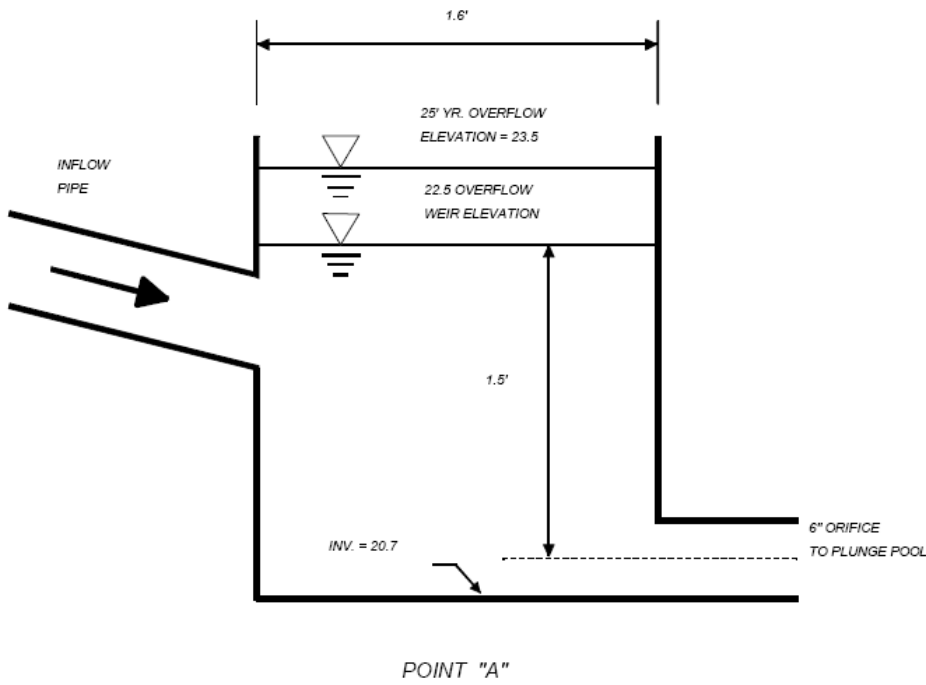 1.6'
25' YR. OVERFLOW
ELEVATION = 23.5
INFLOW
PIPE
22.5 OVERFLOW
WEIR ELEVATION
1.5'
6" ORIFICE
TO PLUNGE POOL
INV. = 20.7
POINT "A"